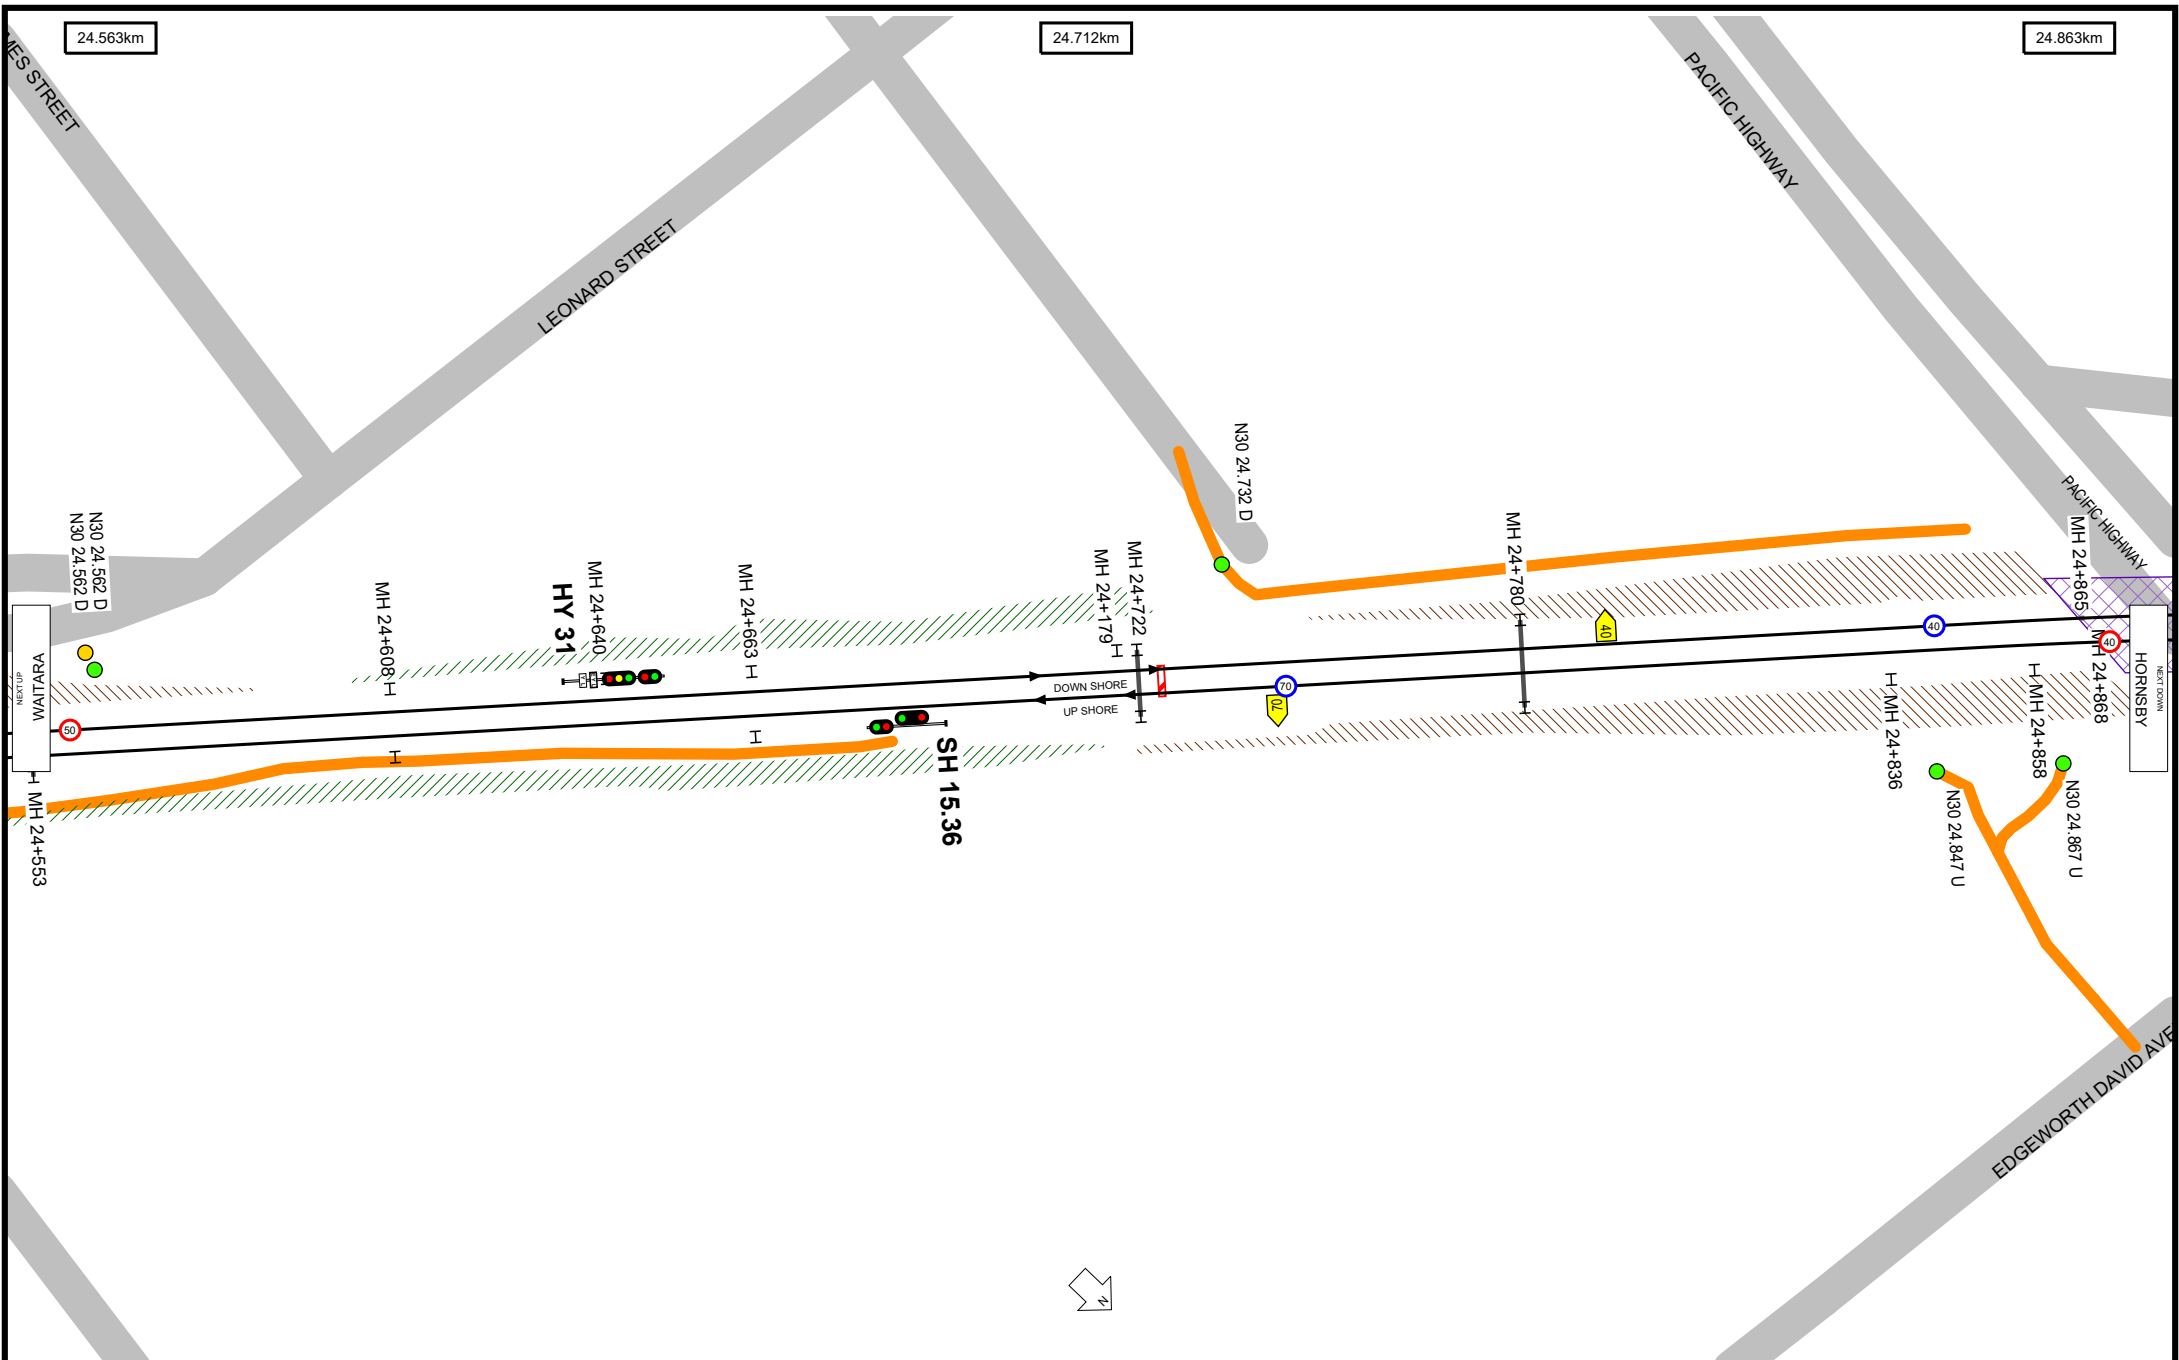 24.563km
24.712km
24.863km
MES STREET
LEONARD STREET
PACIFIC HIGHWAY
PACIFIC HIGHWAY
N30 24.562 D
N30 24.562 D
NEXT UP
WAITARA
50
MH 24+553
MH 24+608
HY 31
MH 24+640
MH 24+663
SH 15.36
DOWN SHORE
UP SHORE
MH 24+179
MH 24+722
N30 24.732 D
70
70
MH 24+780
40
40
40
MH 24+865
MH 24+868
HORNSBY
NEXT DOWN
MH 24+836
MH 24+858
N30 24.847 U
N30 24.867 U
EDGEWORTH DAVID AVE
N